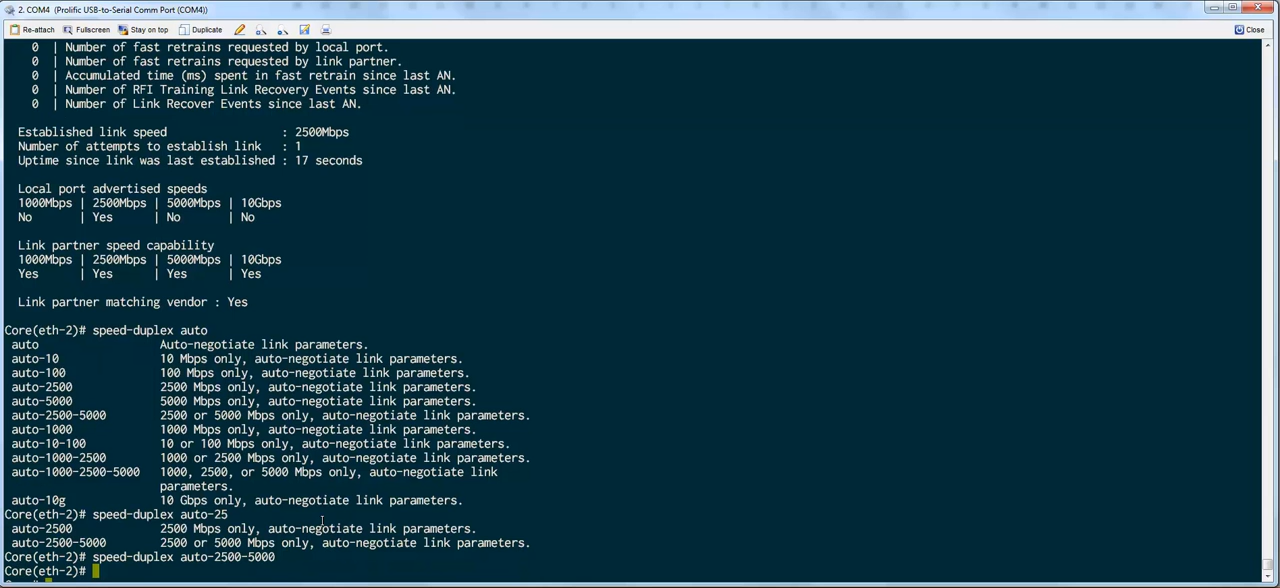 2. COM4  (Prolific USB-to-Serial Comm Port (COM4))
Re-attach Fullscreen Stay on top Duplicate Close
0  | Number of fast retrains requested by local port.
0  | Number of fast retrains requested by link partner.
0  | Accumulated time (ms) spent in fast retrain since last AN.
0  | Number of RFI Training Link Recovery Events since last AN.
0  | Number of Link Recover Events since last AN.
Established link speed                 : 2500Mbps
Number of attempts to establish link   : 1
Uptime since link was last established : 17 seconds
Local port advertised speeds
1000Mbps | 2500Mbps | 5000Mbps | 10Gbps
No       | Yes      | No       | No
Link partner speed capability
1000Mbps | 2500Mbps | 5000Mbps | 10Gbps
Yes      | Yes      | Yes      | Yes
Link partner matching vendor : Yes
Core(eth-2)# speed-duplex auto
auto                  Auto-negotiate link parameters.
auto-10               10 Mbps only, auto-negotiate link parameters.
auto-100              100 Mbps only, auto-negotiate link parameters.
auto-2500             2500 Mbps only, auto-negotiate link parameters.
auto-5000             5000 Mbps only, auto-negotiate link parameters.
auto-2500-5000        2500 or 5000 Mbps only, auto-negotiate link parameters.
auto-1000             1000 Mbps only, auto-negotiate link parameters.
auto-10-100           10 or 100 Mbps only, auto-negotiate link parameters.
auto-1000-2500        1000 or 2500 Mbps only, auto-negotiate link parameters.
auto-1000-2500-5000   1000, 2500, or 5000 Mbps only, auto-negotiate link
parameters.
auto-10g              10 Gbps only, auto-negotiate link parameters.
Core(eth-2)# speed-duplex auto-25
auto-2500             2500 Mbps only, auto-negotiate link parameters.
auto-2500-5000        2500 or 5000 Mbps only, auto-negotiate link parameters.
Core(eth-2)# speed-duplex auto-2500-5000
Core(eth-2)#